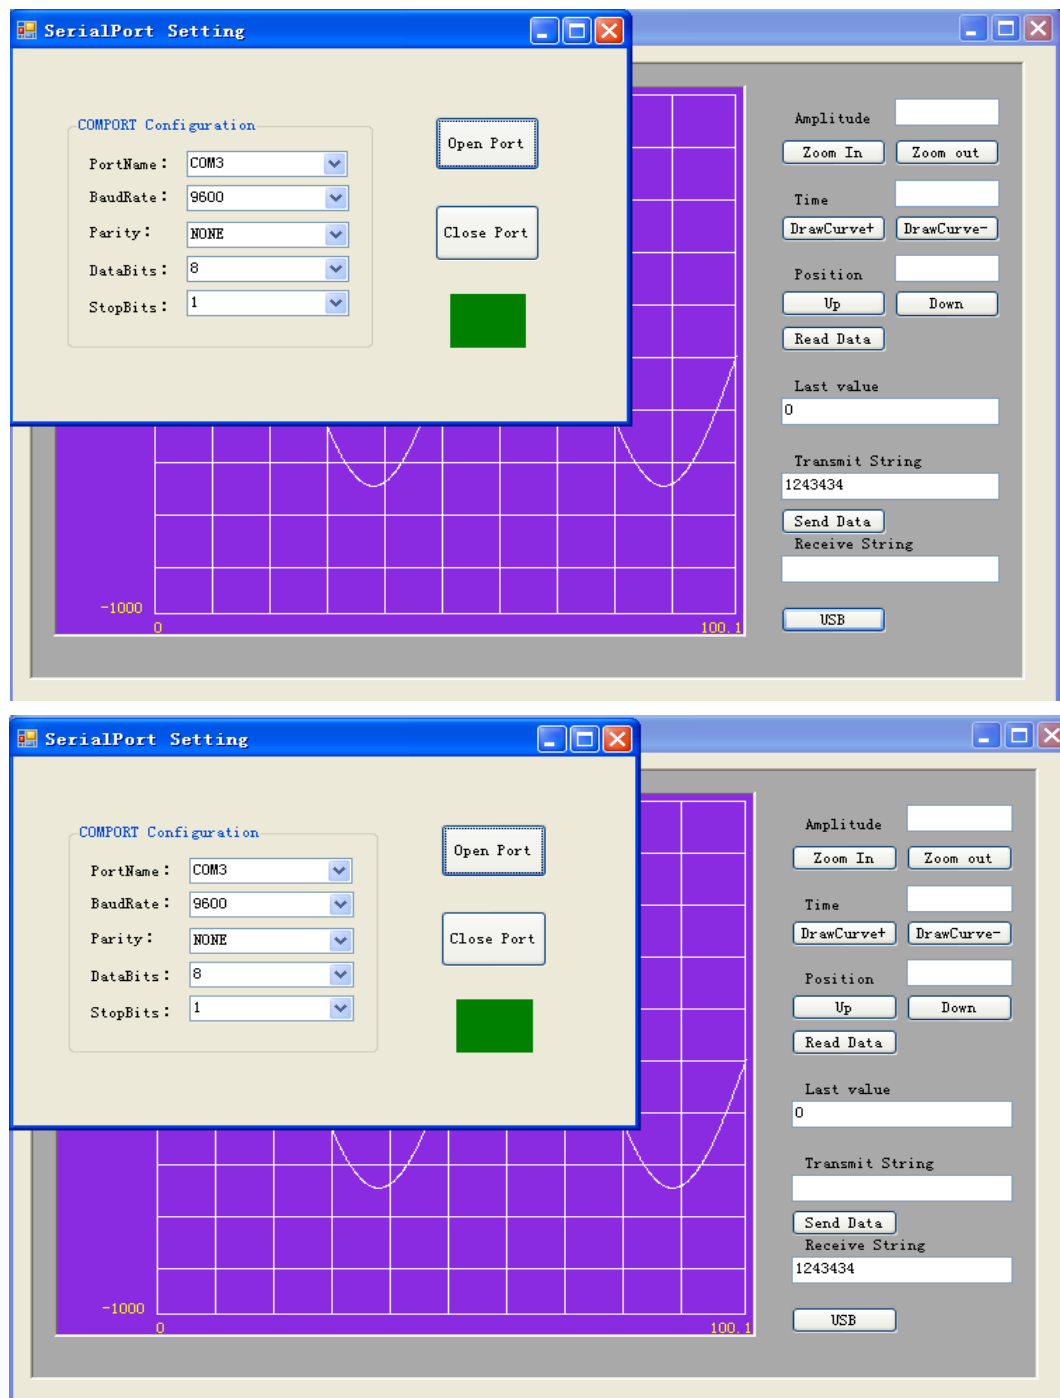 SerialPort Setting
COMPORT Configuration
PortName: COM3
BaudRate: 9600
Parity: NONE
DataBits: 8
StopBits: 1
Open Port
Close Port
Amplitude
Zoom In Zoom out
Time
DrawCurve+ DrawCurve-
Position
Up Down
Read Data
Last value
0
Transmit String
1243434
Send Data
Receive String
USB
-1000
0 100.1
SerialPort Setting
COMPORT Configuration
PortName: COM3
BaudRate: 9600
Parity: NONE
DataBits: 8
StopBits: 1
Open Port
Close Port
Amplitude
Zoom In Zoom out
Time
DrawCurve+ DrawCurve-
Position
Up Down
Read Data
Last value
0
Transmit String
Send Data
Receive String
1243434
USB
-1000
0 100.1